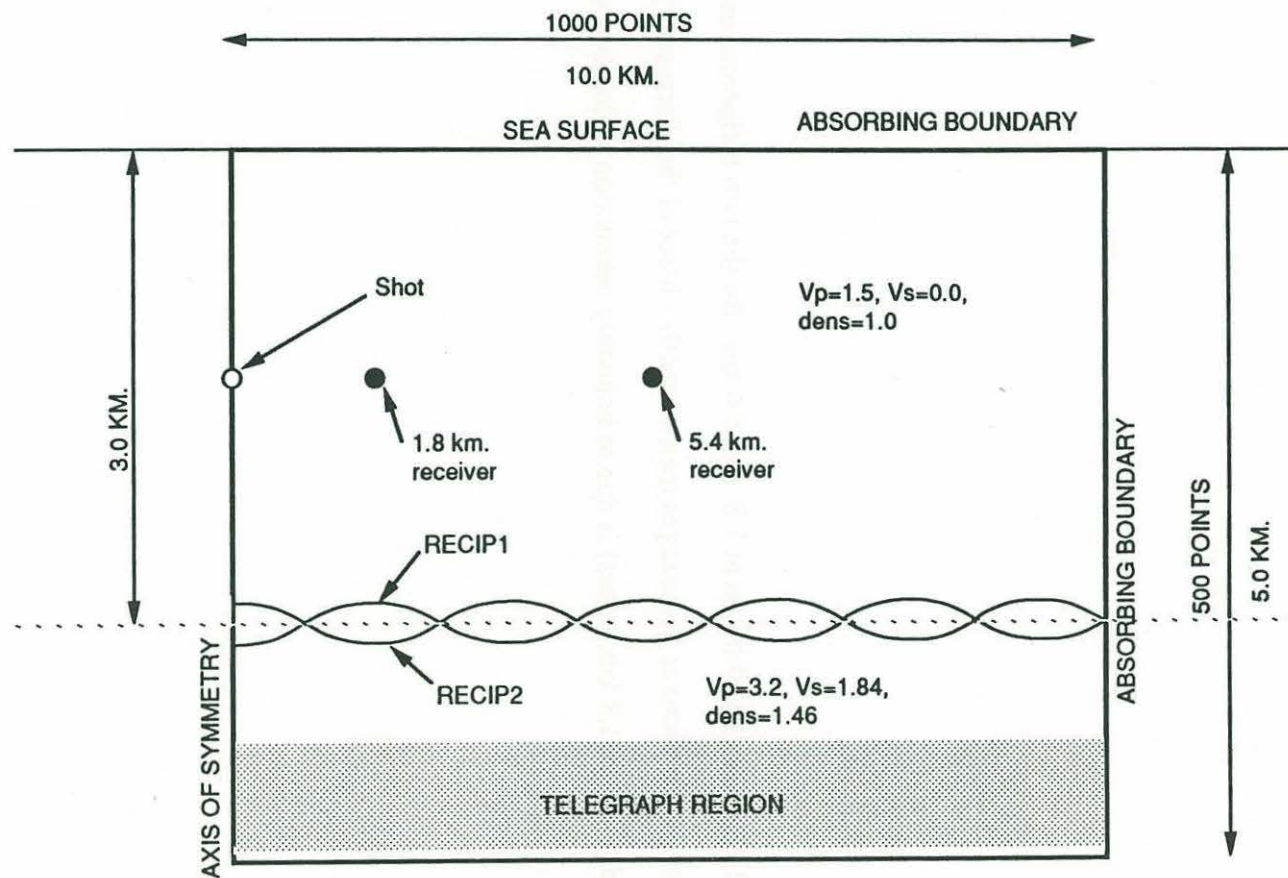 1000 POINTS
10.0 KM.
SEA SURFACE
ABSORBING BOUNDARY
3.0 KM.
Shot
Vp=1.5, Vs=0.0,
dens=1.0
1.8 km.
receiver
5.4 km.
receiver
RECIP1
RECIP2
Vp=3.2, Vs=1.84,
dens=1.46
TELEGRAPH REGION
AXIS OF SYMMETRY
ABSORBING BOUNDARY
500 POINTS
5.0 KM.